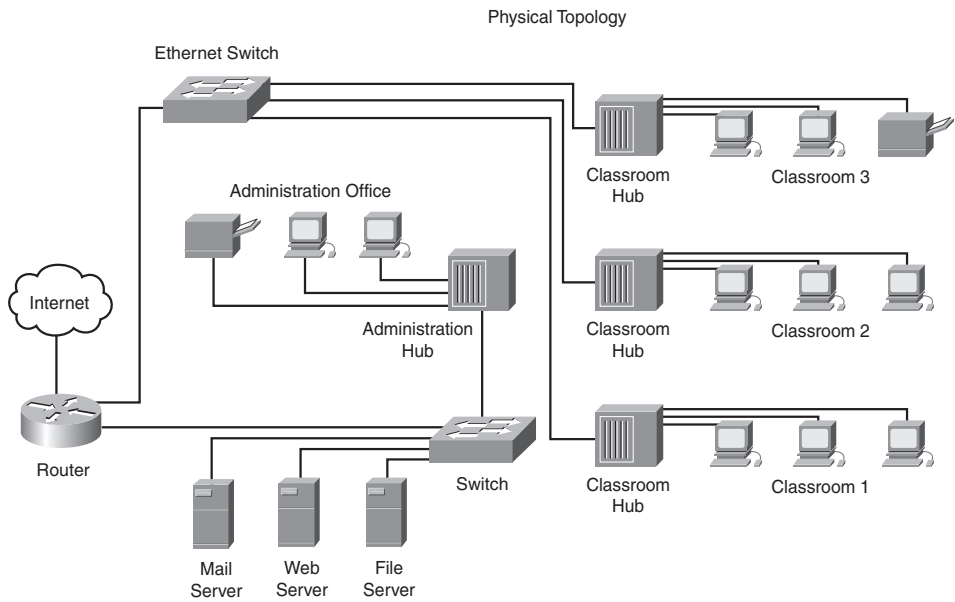 Physical Topology
Ethernet Switch
Classroom
Hub
Classroom 3
Administration Office
Internet
Administration
Hub
Classroom
Hub
Classroom 2
Router
Switch
Classroom
Hub
Classroom 1
Mail
Server
Web
Server
File
Server